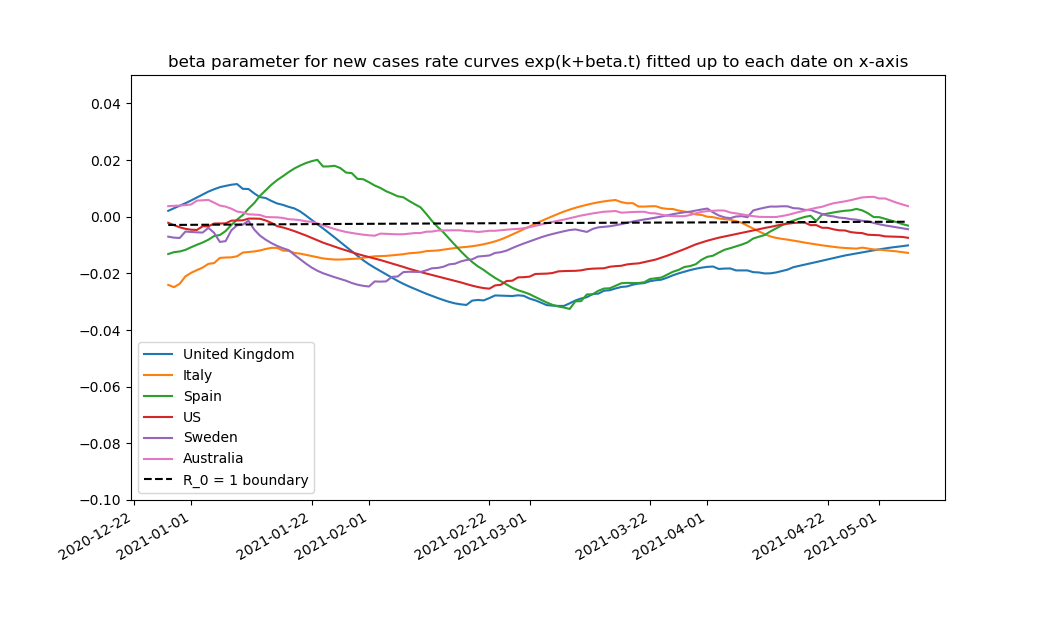 beta parameter for new cases rate curves exp(k+beta.t) fitted up to each date on x-axis
0.04
0.02
0.00
−0.02
−0.04
−0.06
−0.08
−0.10
United Kingdom
Italy
Spain
US
Sweden
Australia
R_0 = 1 boundary
2020-12-22
2021-01-01
2021-01-22
2021-02-01
2021-02-22
2021-03-01
2021-03-22
2021-04-01
2021-04-22
2021-05-01